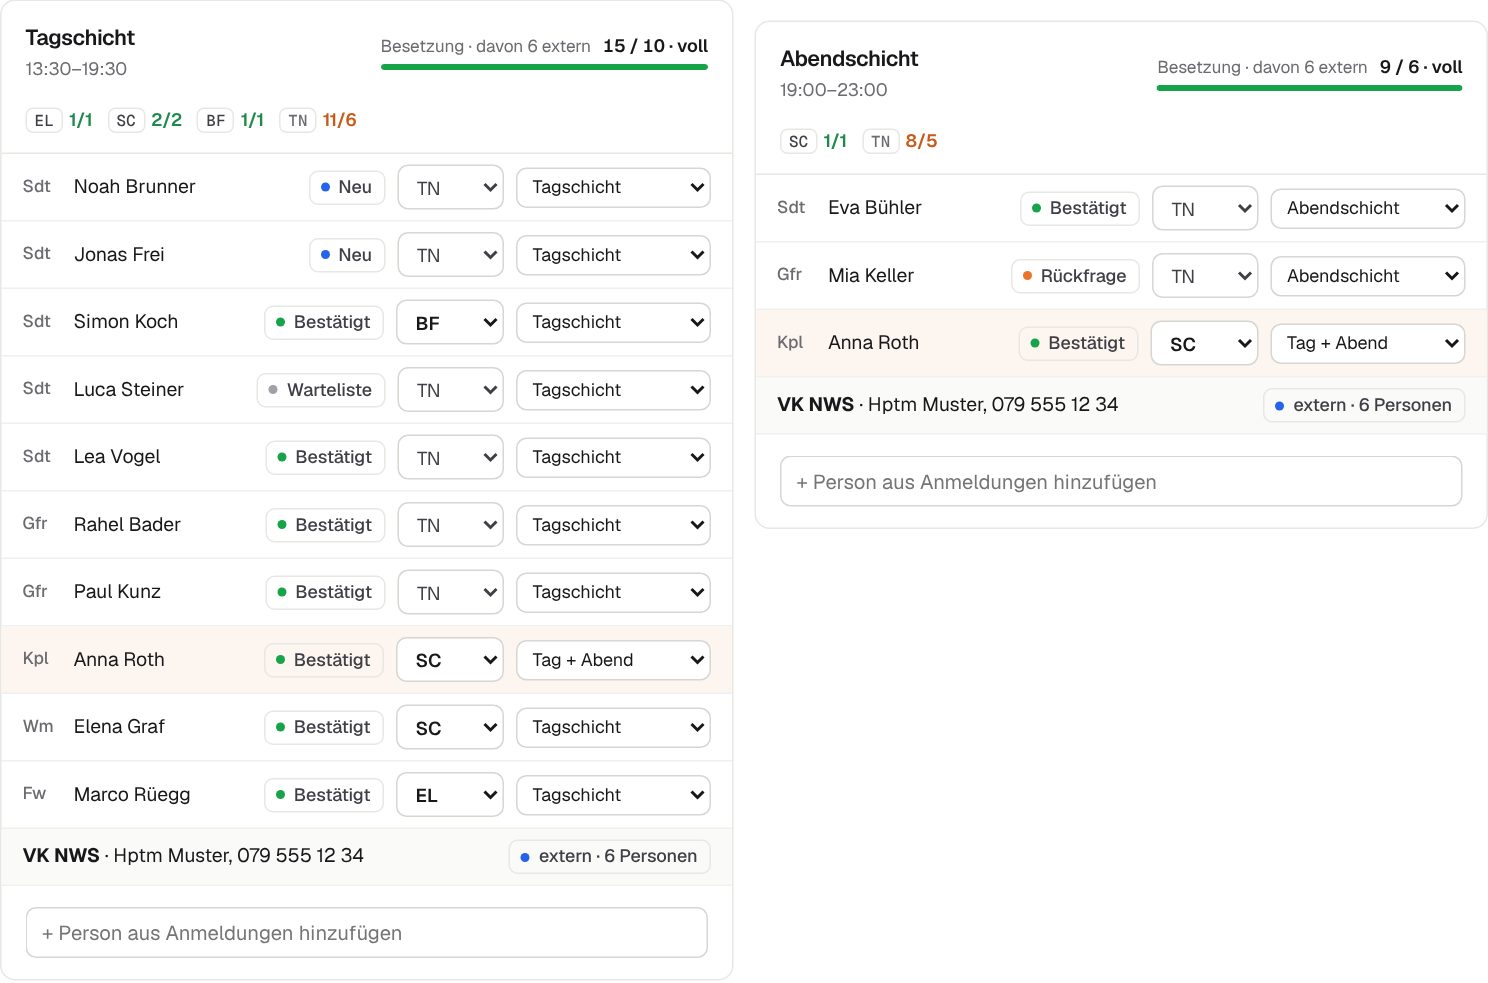 Tagschicht
13:30–19:30
Besetzung · davon 6 extern 15 / 10 · voll
EL 1/1 SC 2/2 BF 1/1 TN 11/6
Sdt Noah Brunner Neu TN Tagschicht
Sdt Jonas Frei Neu TN Tagschicht
Sdt Simon Koch Bestätigt BF Tagschicht
Sdt Luca Steiner Warteliste TN Tagschicht
Sdt Lea Vogel Bestätigt TN Tagschicht
Gfr Rahel Bader Bestätigt TN Tagschicht
Gfr Paul Kunz Bestätigt TN Tagschicht
Kpl Anna Roth Bestätigt SC Tag + Abend
Wm Elena Graf Bestätigt SC Tagschicht
Fw Marco Rüegg Bestätigt EL Tagschicht
VK NWS · Hptm Muster, 079 555 12 34 extern · 6 Personen
+ Person aus Anmeldungen hinzufügen
Abendschicht
19:00–23:00
Besetzung · davon 6 extern 9 / 6 · voll
SC 1/1 TN 8/5
Sdt Eva Bühler Bestätigt TN Abendschicht
Gfr Mia Keller Rückfrage TN Abendschicht
Kpl Anna Roth Bestätigt SC Tag + Abend
VK NWS · Hptm Muster, 079 555 12 34 extern · 6 Personen
+ Person aus Anmeldungen hinzufügen